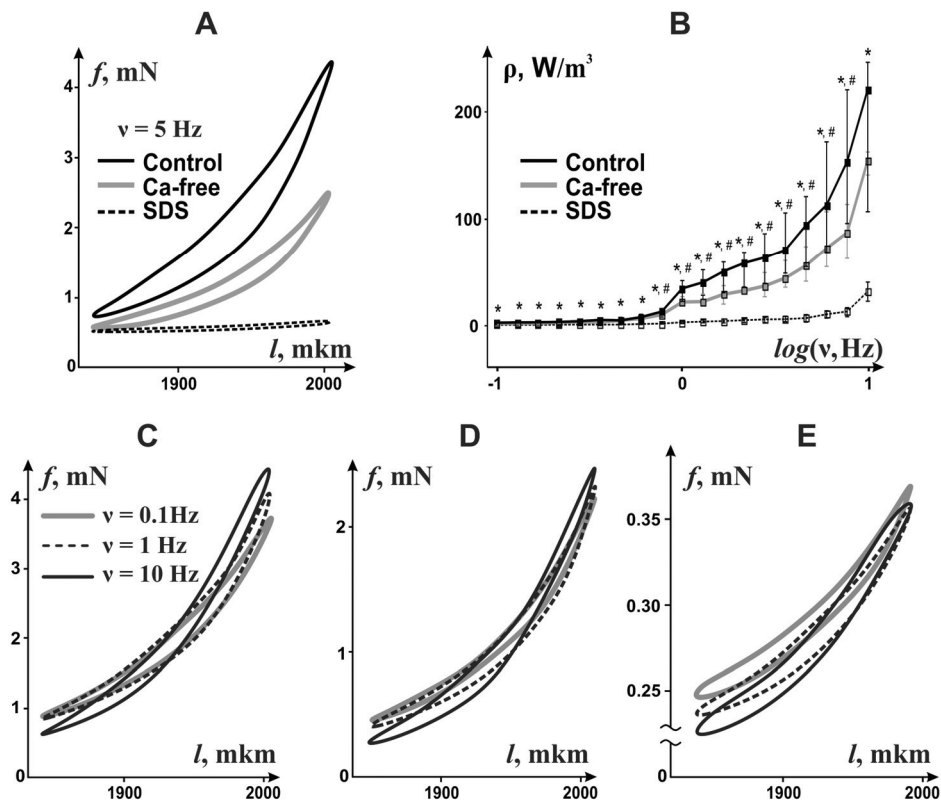 A
f, mN
4
3
2
1
0
ν = 5 Hz
Control
Ca-free
SDS
l, mkm
1900
2000
B
ρ, W/m³
200
100
0
Control
Ca-free
SDS
* * * * * * * * *, # *, # *, # *, # *, # *, # *, # *, # *, # *, # *
log(ν, Hz)
-1
0
1
C
f, mN
4
3
2
1
0
ν = 0.1Hz
ν = 1 Hz
ν = 10 Hz
l, mkm
1900
2000
D
f, mN
2
1
0
l, mkm
1900
2000
E
f, mN
0.35
0.30
0.25
0
l, mkm
1900
2000